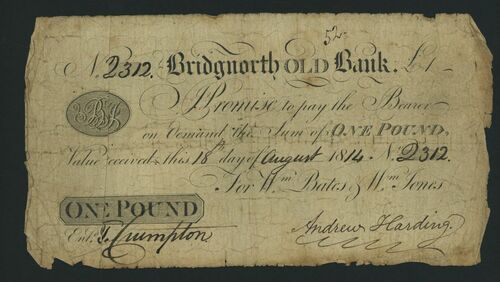 52
No. 2312. Bridgnorth OLD Bank. £1
I Promise to pay the Bearer
on Demand the Sum of ONE POUND,
Value received this 18th day of August 1814. No. 2312.
For Wm. Bates & Wm. Jones
ONE POUND
Entd. J. Crumpton
Andrew Harding.